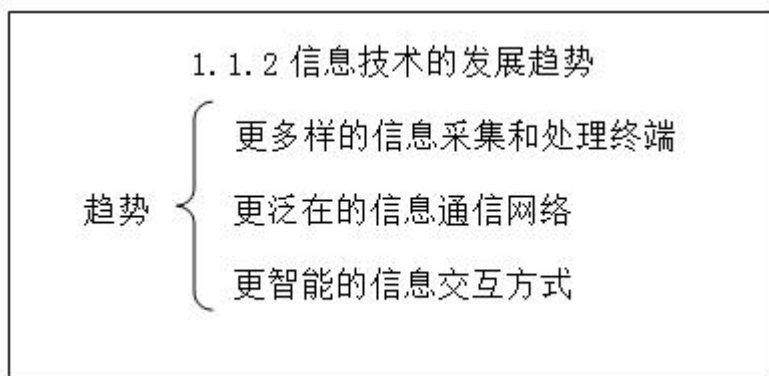 1.1.2信息技术的发展趋势
更多样的信息采集和处理终端
趋势
更泛在的信息通信网络
更智能的信息交互方式